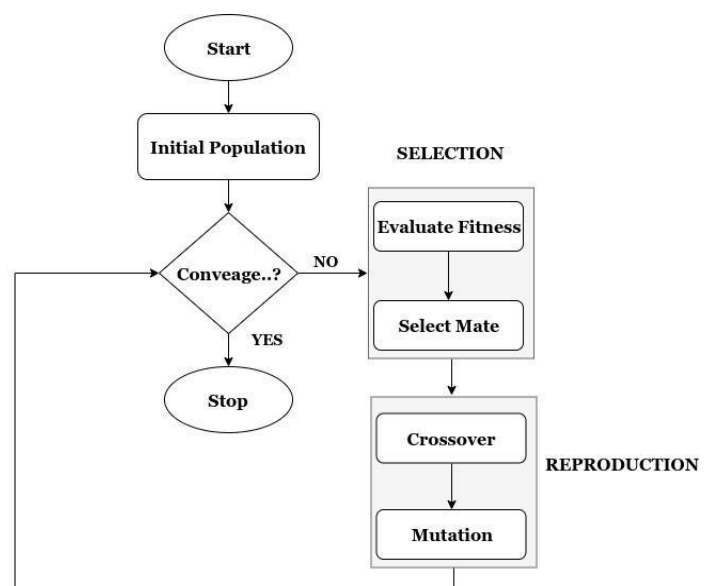 Start
Initial Population
SELECTION
Evaluate Fitness
Conveage..?
NO
Select Mate
YES
Stop
Crossover
REPRODUCTION
Mutation